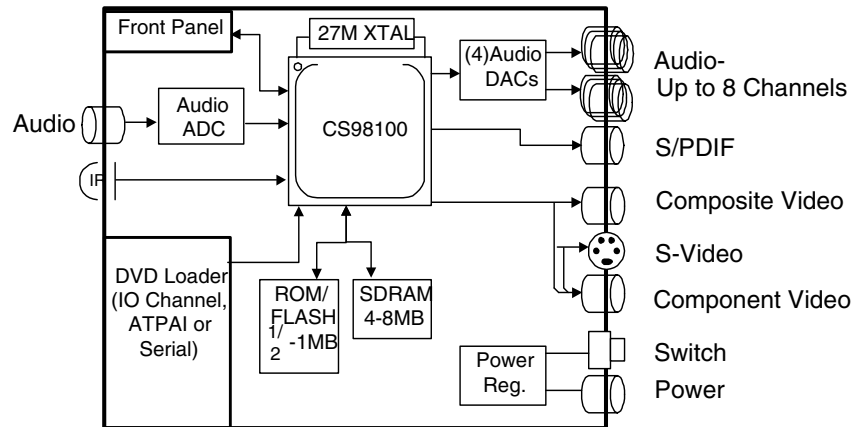 Front Panel
27M XTAL
(4)Audio
DACs
Audio-
Up to 8 Channels
Audio
Audio
ADC
CS98100
S/PDIF
IR
Composite Video
S-Video
DVD Loader
(IO Channel,
ATPAI or
Serial)
ROM/
FLASH
1/2 -1MB
SDRAM
4-8MB
Component Video
Power
Reg.
Switch
Power